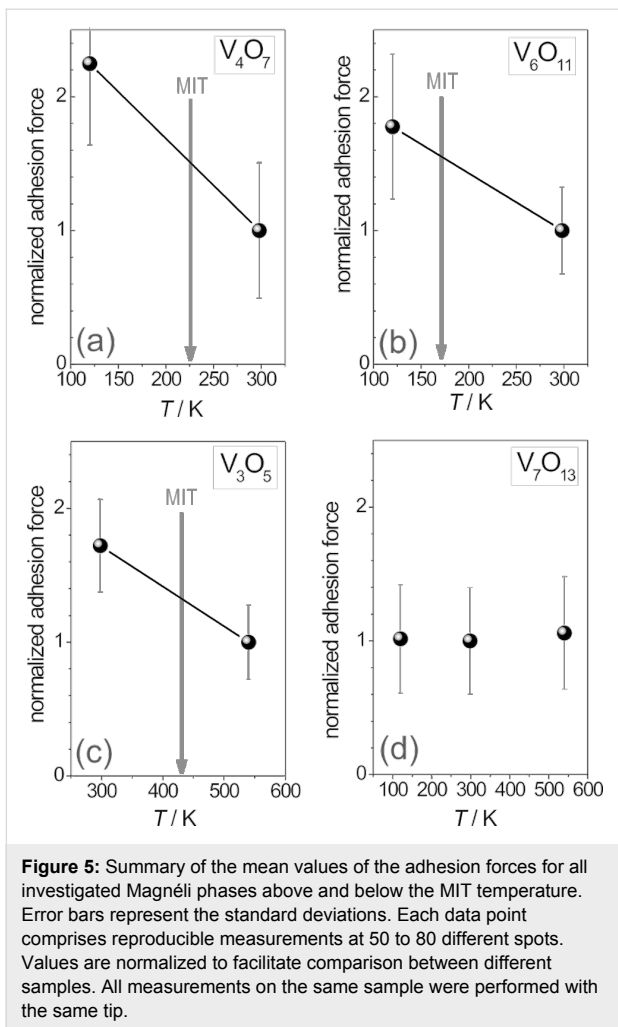 V4O7
MIT
normalized adhesion force
2
1
0
(a)
100 150 200 250 300
T / K
V6O11
MIT
normalized adhesion force
2
1
0
(b)
100 150 200 250 300
T / K
V3O5
MIT
normalized adhesion force
2
1
0
(c)
300 400 500 600
T / K
V7O13
normalized adhesion force
2
1
0
(d)
100 200 300 400 500 600
T / K
Figure 5: Summary of the mean values of the adhesion forces for all
investigated Magnéli phases above and below the MIT temperature.
Error bars represent the standard deviations. Each data point
comprises reproducible measurements at 50 to 80 different spots.
Values are normalized to facilitate comparison between different
samples. All measurements on the same sample were performed with
the same tip.